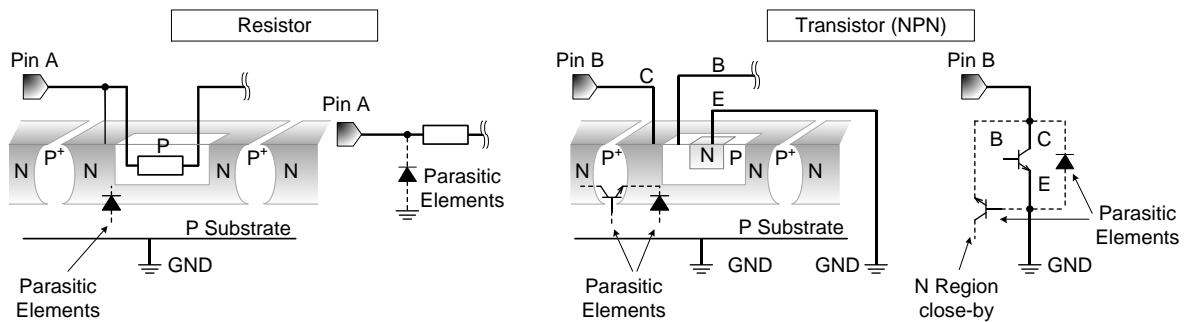 Resistor
Pin A
P
N
P+
N
N
P+
N
Parasitic
Elements
P Substrate
GND
Pin A
Parasitic
Elements
Transistor (NPN)
Pin B
C
B
E
N
P+
N
N
P
N
P+
N
P Substrate
Parasitic
Elements
GND
GND
Pin B
B
C
E
Parasitic
Elements
GND
N Region
close-by